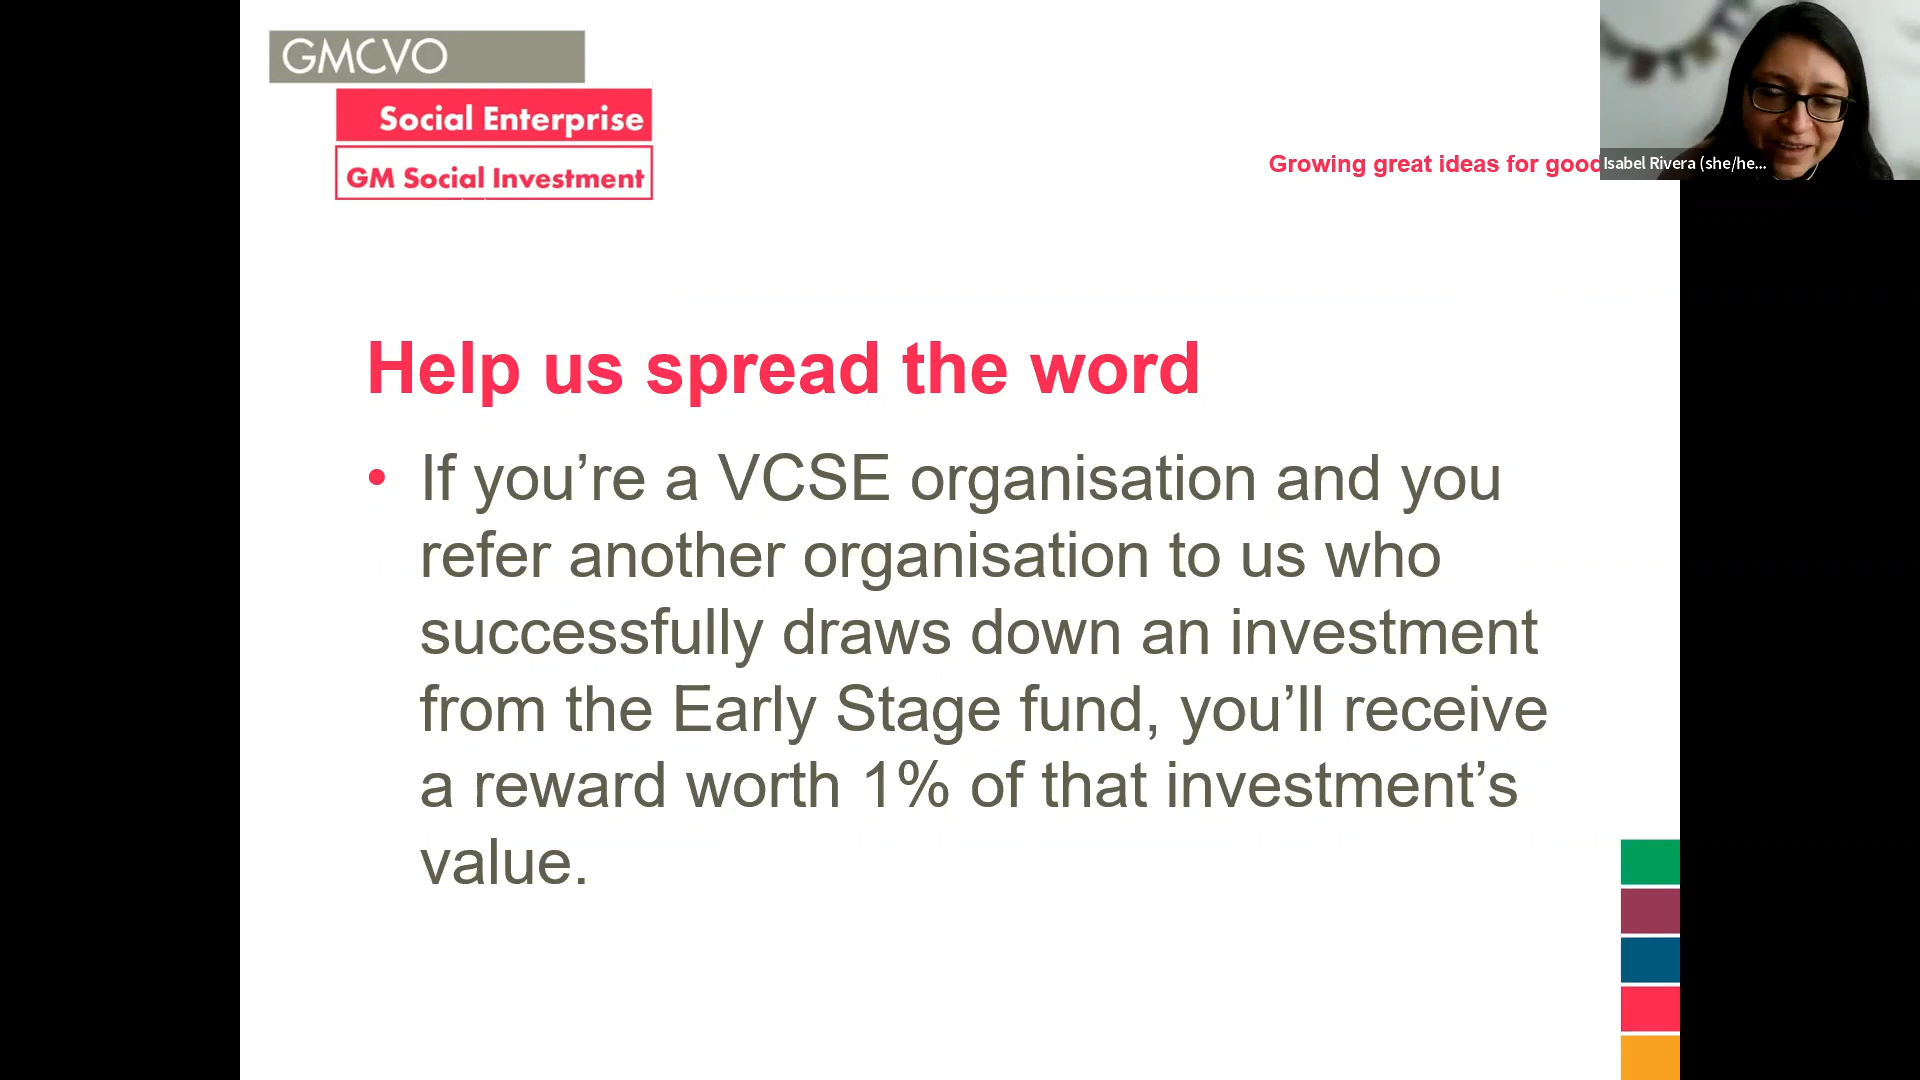 GMCVO
Social Enterprise
GM Social Investment
Growing great ideas for good
Isabel Rivera (she/he...
Help us spread the word
• If you’re a VCSE organisation and you
refer another organisation to us who
successfully draws down an investment
from the Early Stage fund, you’ll receive
a reward worth 1% of that investment’s
value.